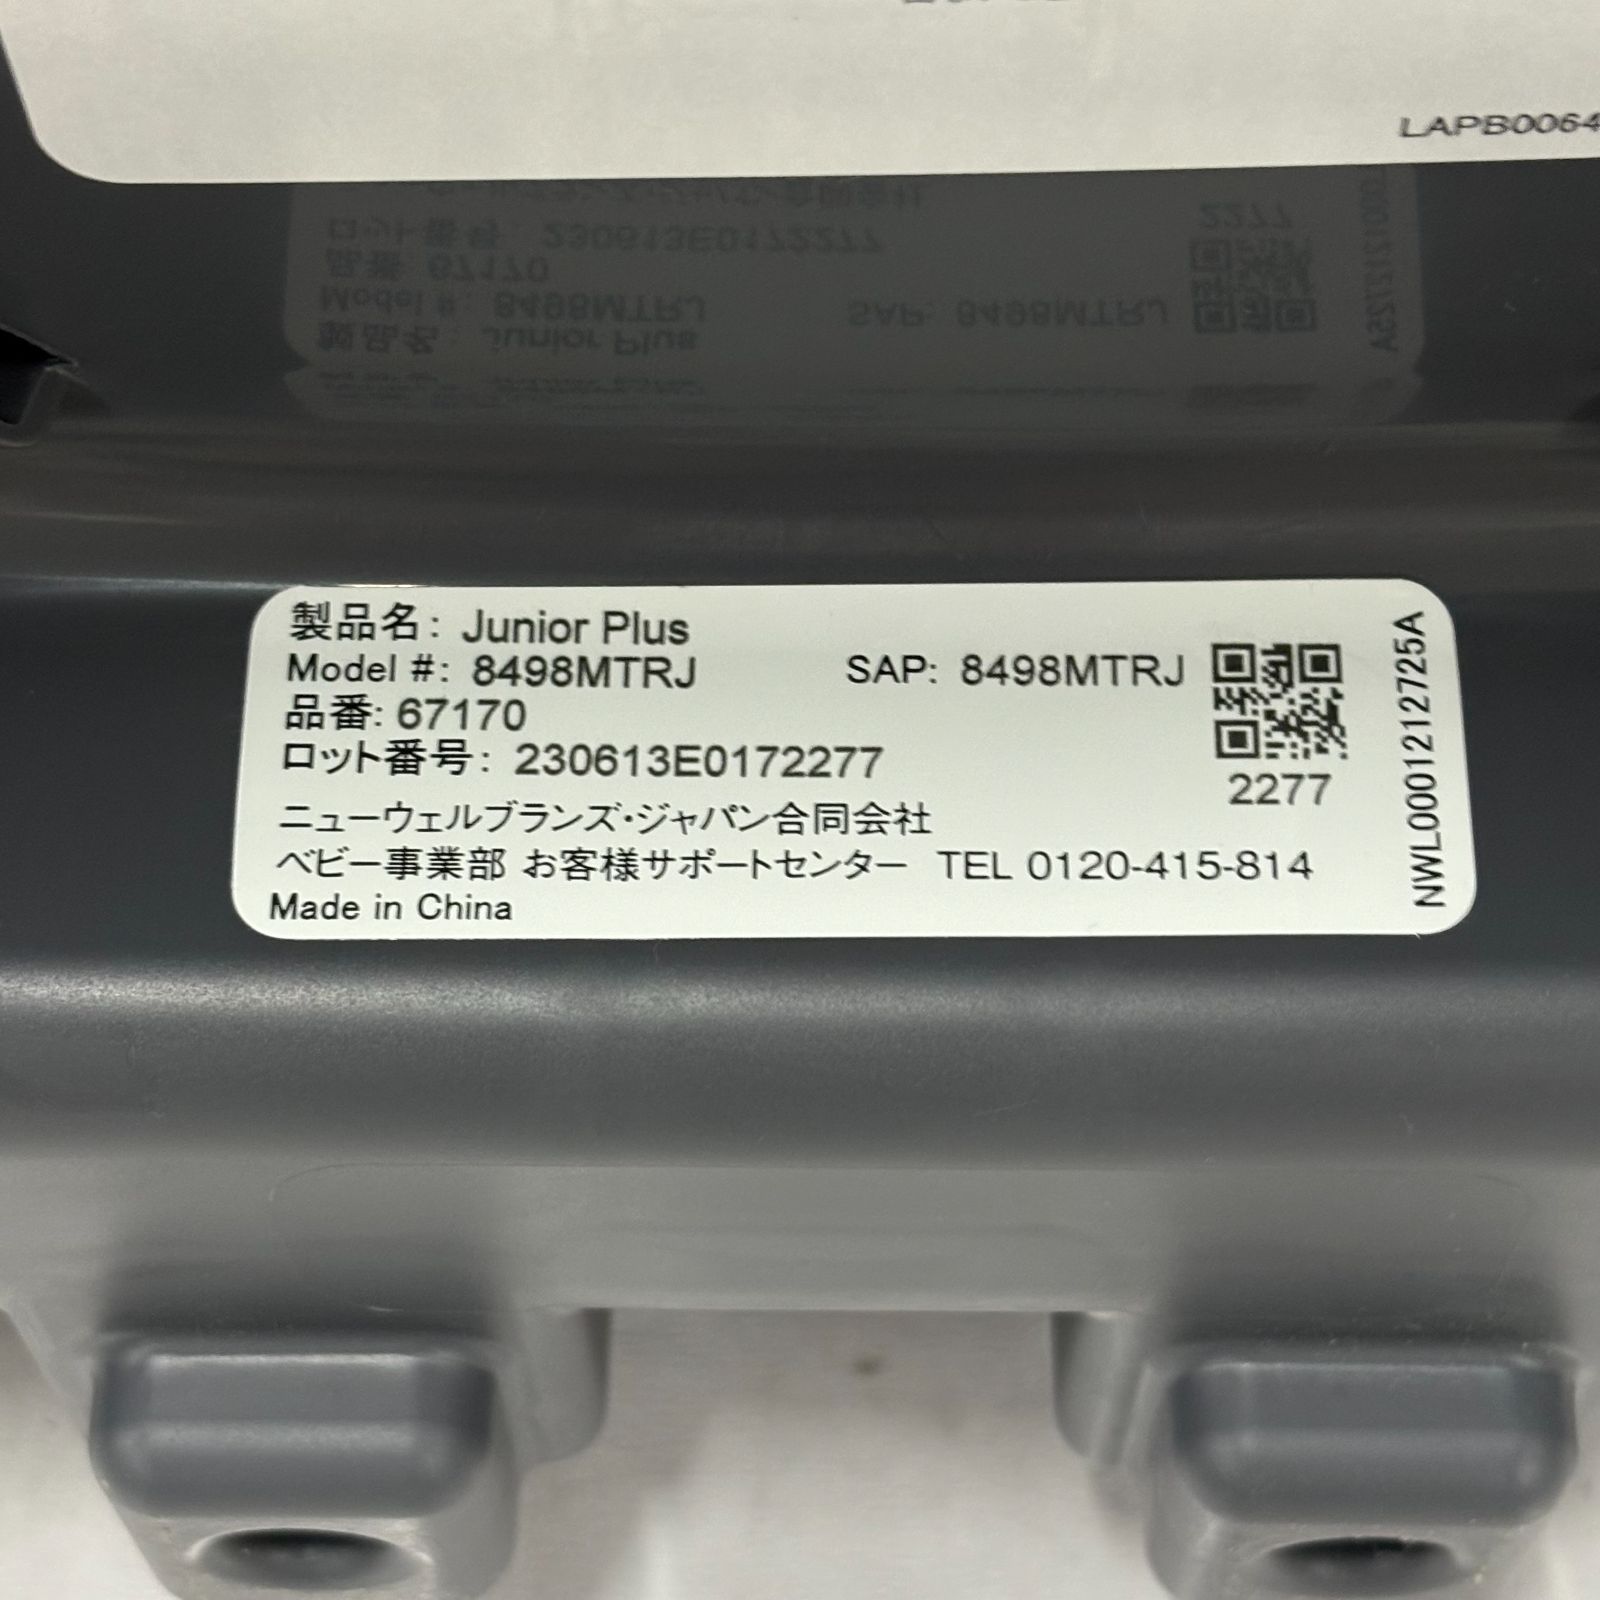 LAPB0064
製品名: Junior Plus
Model #: 8498MTRJ SAP: 8498MTRJ
品番: 67170
ロット番号: 230613E0172277
2277
ニューウェルブランズ・ジャパン合同会社
ベビー事業部 お客様サポートセンター TEL 0120-415-814
Made in China
NWL0001212725A